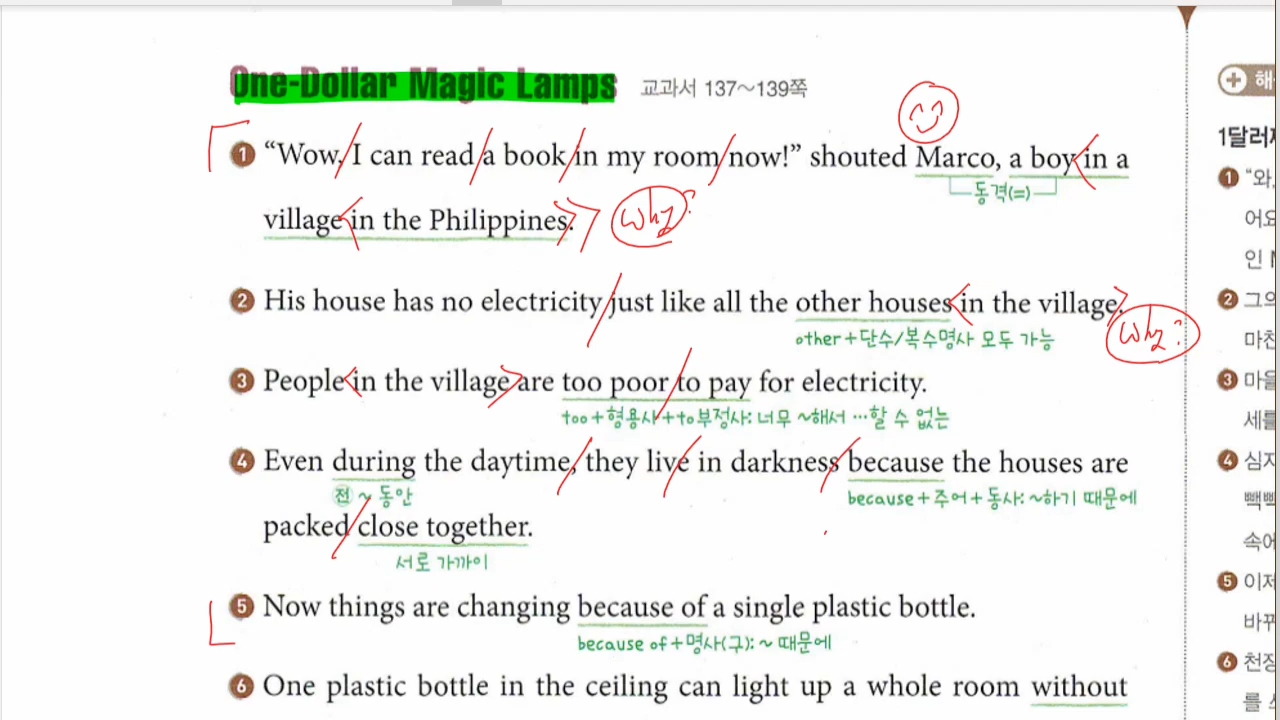 One-Dollar Magic Lamps 교과서 137~139쪽
1 “Wow, I can read a book in my room now!” shouted Marco, a boy in a
동격(=)
village in the Philippines. why?
2 His house has no electricity just like all the other houses in the village.
other+단수/복수명사 모두 가능 why?
3 People in the village are too poor to pay for electricity.
too+형용사+to부정사: 너무 ~해서 …할 수 없는
4 Even during the daytime, they live in darkness because the houses are
전 ~ 동안 because+주어+동사: ~하기 때문에
packed close together.
서로 가까이
5 Now things are changing because of a single plastic bottle.
because of+명사(구): ~ 때문에
6 One plastic bottle in the ceiling can light up a whole room without
+ 해
1달러
1 “와,
어요
인
2 그의
마친
3 마을
세를
4 심지
빽빽
속에
5 이제
바꾸
6 천장
를